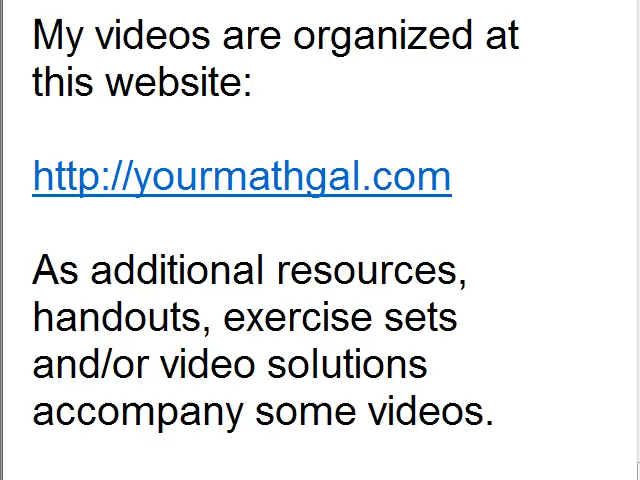 My videos are organized at
this website:
http://yourmathgal.com
As additional resources,
handouts, exercise sets
and/or video solutions
accompany some videos.